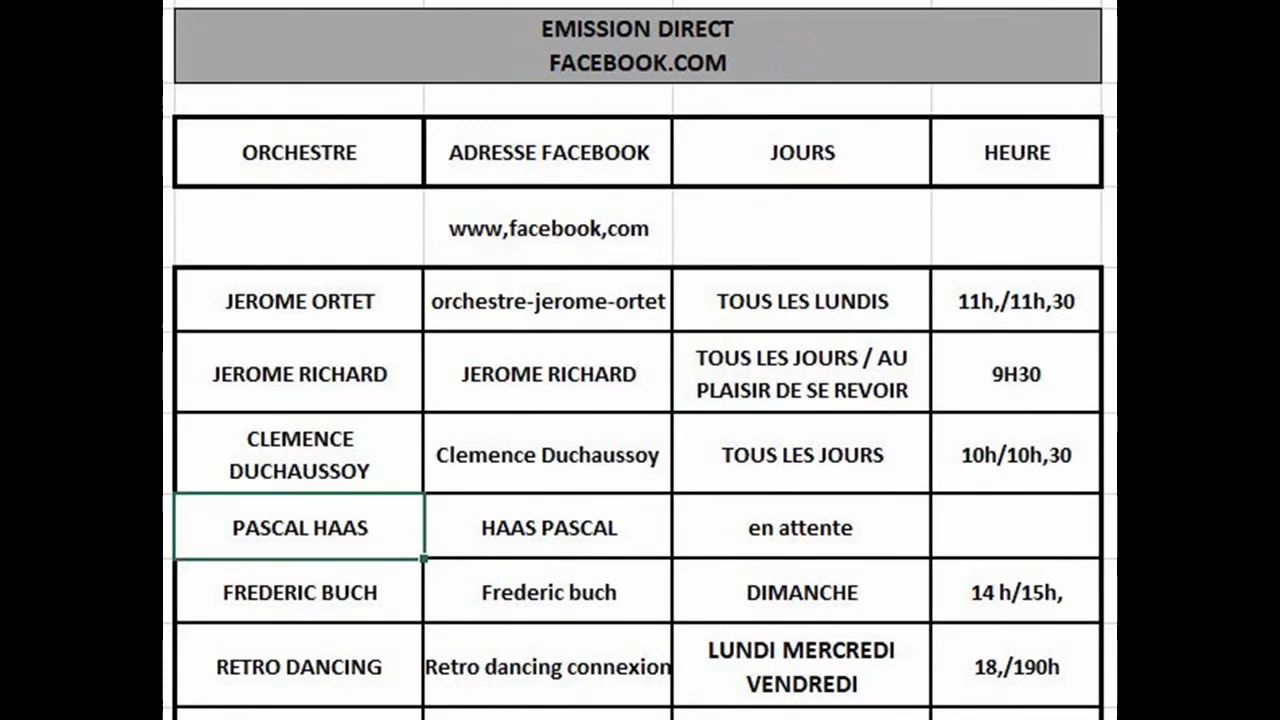 EMISSION DIRECT
FACEBOOK.COM
ORCHESTRE ADRESSE FACEBOOK JOURS HEURE
www,facebook,com
JEROME ORTET orchestre-jerome-ortet TOUS LES LUNDIS 11h,/11h,30
JEROME RICHARD JEROME RICHARD TOUS LES JOURS / AU
PLAISIR DE SE REVOIR 9H30
CLEMENCE
DUCHAUSSOY Clemence Duchaussoy TOUS LES JOURS 10h/10h,30
PASCAL HAAS HAAS PASCAL en attente
FREDERIC BUCH Frederic buch DIMANCHE 14 h/15h,
RETRO DANCING Retro dancing connexion LUNDI MERCREDI
VENDREDI 18,/190h